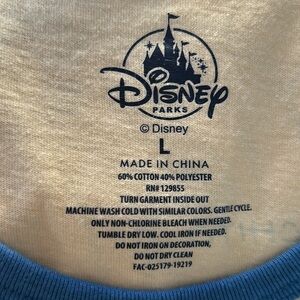 Disney
PARKS
© Disney
L
MADE IN CHINA
60% COTTON 40% POLYESTER
RN# 129855
TURN GARMENT INSIDE OUT
MACHINE WASH COLD WITH SIMILAR COLORS. GENTLE CYCLE.
ONLY NON-CHLORINE BLEACH WHEN NEEDED.
TUMBLE DRY LOW. COOL IRON IF NEEDED.
DO NOT IRON ON DECORATION,
DO NOT DRY CLEAN
FAC-025179-19219